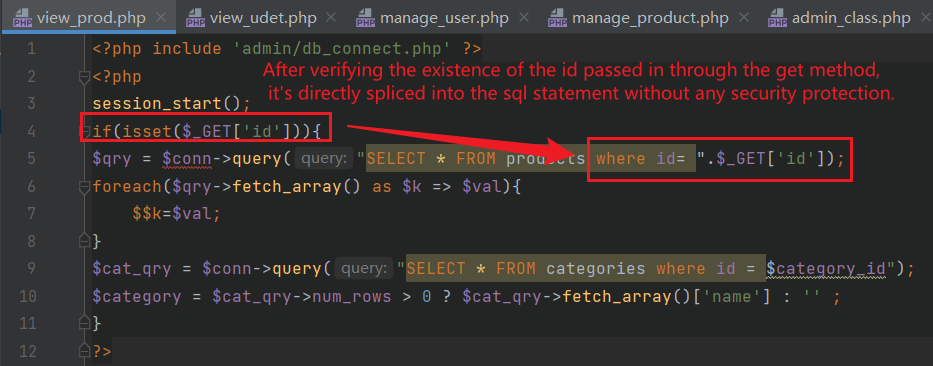 view_prod.php view_udet.php manage_user.php manage_product.php admin_class.php
1 <?php include 'admin/db_connect.php' ?>
2 <?php
After verifying the existence of the id passed in through the get method,
it's directly spliced into the sql statement without any security protection.
3 session_start();
4 if(isset($_GET['id'])){
5 $qry = $conn->query( query: "SELECT * FROM products where id= ".$_GET['id']);
6 foreach($qry->fetch_array() as $k => $val){
7 $$k=$val;
8 }
9 $cat_qry = $conn->query( query: "SELECT * FROM categories where id = $category_id");
10 $category = $cat_qry->num_rows > 0 ? $cat_qry->fetch_array()['name'] : '' ;
11 }
12 ?>